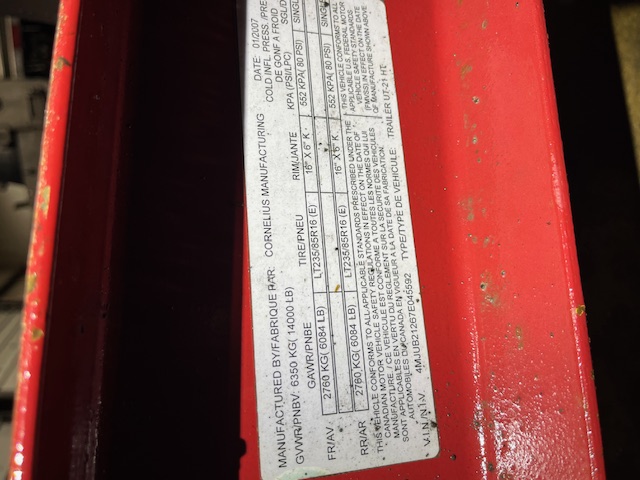 MANUFACTURED BY/FABRIQUE PAR: CORNELIUS MANUFACTURING DATE: 01/2007
GVWR/PNBV: 6350 KG( 14000 LB) COLD INFL. PRESS. /PRE
DE GONF A FROID
GAWR/PNBE TIRE/PNEU RIM/JANTE KPA (PSI/LPC) SGL/D
FR/AV 2760 KG( 6084 LB) LT235/85R16 (E) 16" X 6" K 552 KPA( 80 PSI) SINGL
RR/AR 2760 KG( 6084 LB) LT235/85R16 (E) 16" X 6" K 552 KPA( 80 PSI) SINGL
THIS VEHICLE CONFORMS TO ALL APPLICABLE STANDARDS PRESCRIBED UNDER THE
CANADIAN MOTOR VEHICLE SAFETY REGULATIONS IN EFFECT ON THE DATE OF
MANUFACTURE / CE VEHICULE EST CONFORME A TOUTES LES NORMES QUI LUI
SONT APPLICABLES EN VERTU DU REGLEMENT SUR LA SECURITE DES VEHICULES
AUTOMOBILES DU CANADA EN VIGUEUR A LA DATE DE SA FABRICATION.
THIS VEHICLE CONFORMS TO ALL
APPLICABLE U.S. FEDERAL MOTOR
VEHICLE SAFETY STANDARDS
(FMVSS) IN EFFECT ON THE DATE
OF MANUFACTURE SHOWN ABOVE
V.I.N./N.I.V. 4MJUB21267E045592 TYPE/TYPE DE VEHICULE: TRAILER UT-21 HT